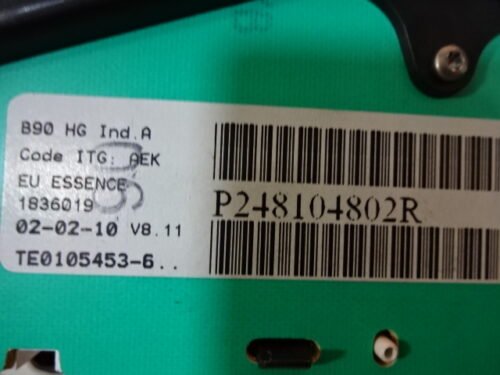 B90 HG Ind.A
Code ITG: AEK
EU ESSENCE
1836019
02-02-10 V8.11
TE0105453-6..
P248104802R